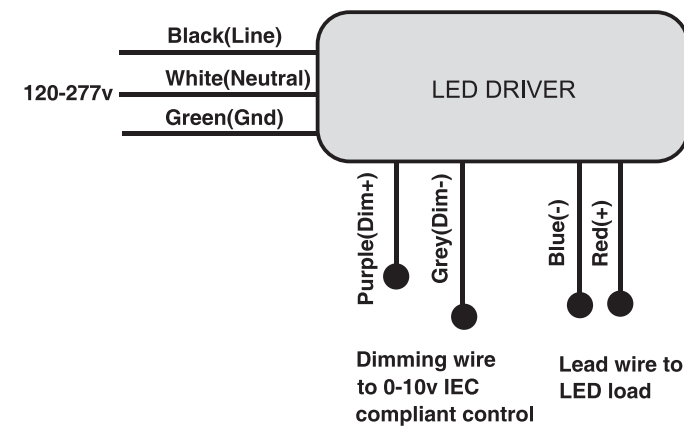 Black(Line)
120-277v
White(Neutral)
Green(Gnd)
LED DRIVER
Purple(Dim+)
Grey(Dim-)
Blue(-)
Red(+)
Dimming wire
to 0-10v IEC
compliant control
Lead wire to
LED load